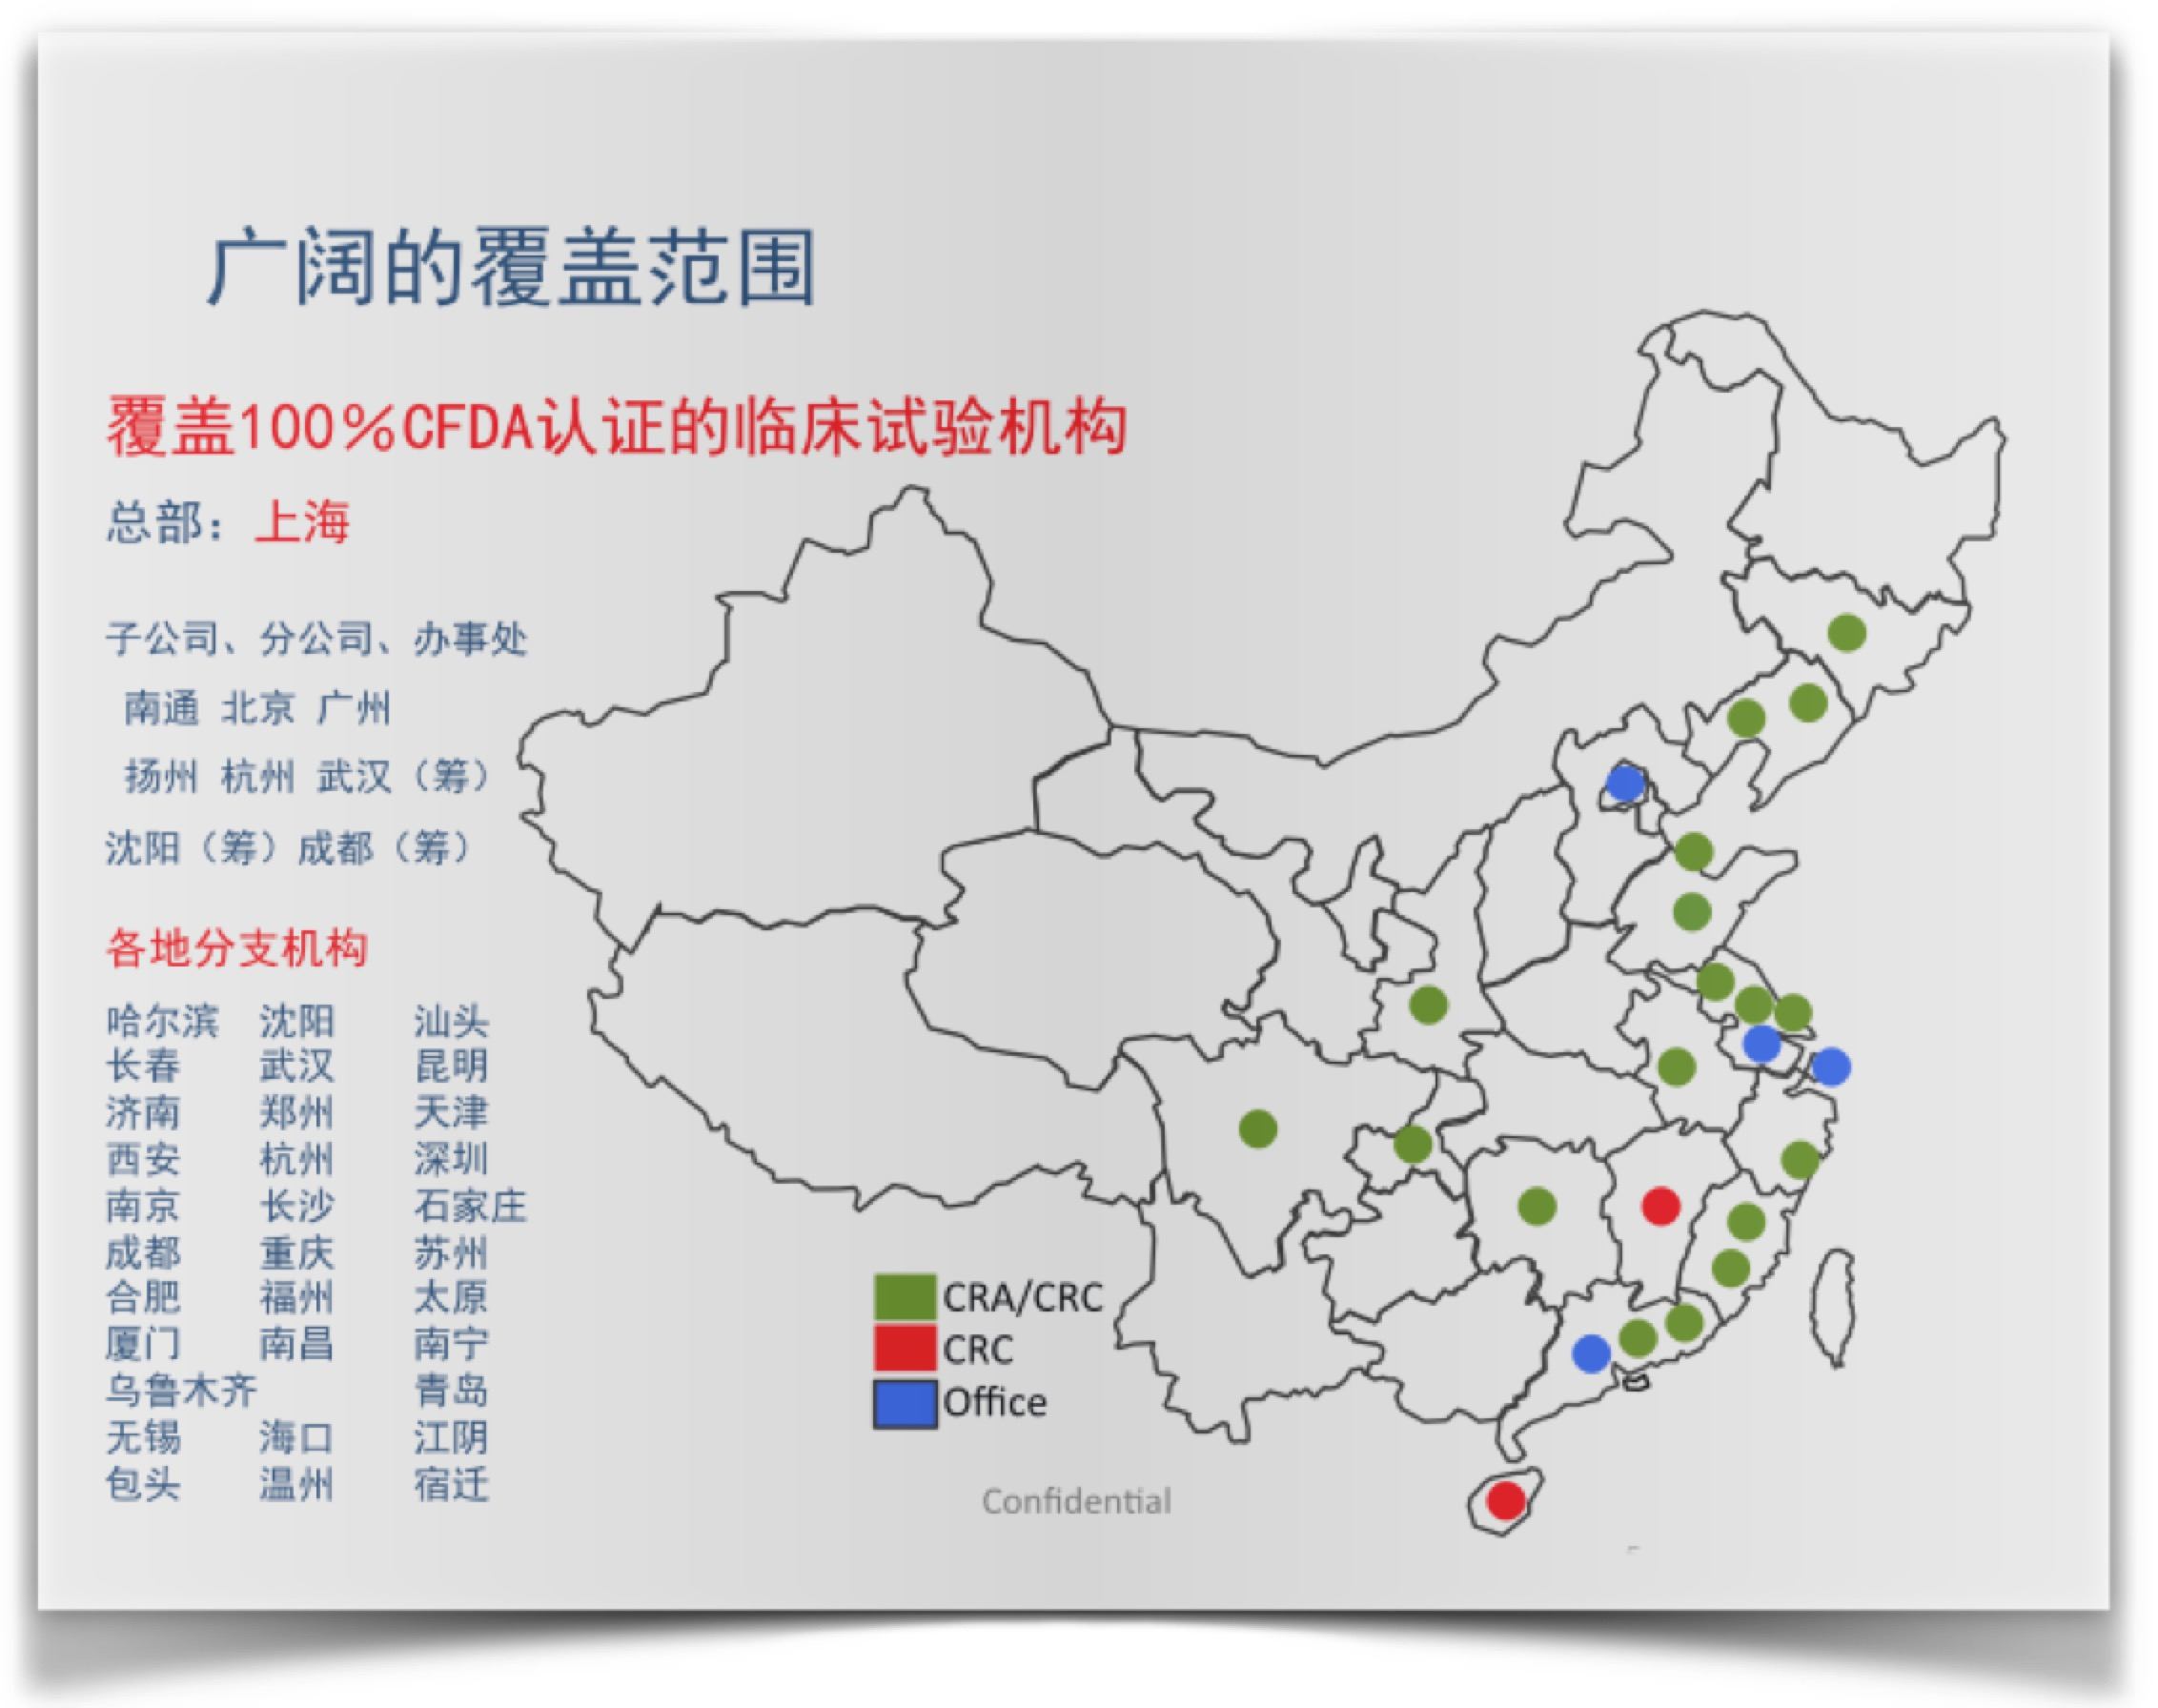 广阔的覆盖范围
覆盖100%CFDA认证的临床试验机构
总部：上海
子公司、分公司、办事处
南通 北京 广州
扬州 杭州 武汉（筹）
沈阳（筹）成都（筹）
各地分支机构
哈尔滨 沈阳 汕头
长春 武汉 昆明
济南 郑州 天津
西安 杭州 深圳
南京 长沙 石家庄
成都 重庆 苏州
合肥 福州 太原
厦门 南昌 南宁
乌鲁木齐 青岛
无锡 海口 江阴
包头 温州 宿迁
CRA/CRC
CRC
Office
Confidential